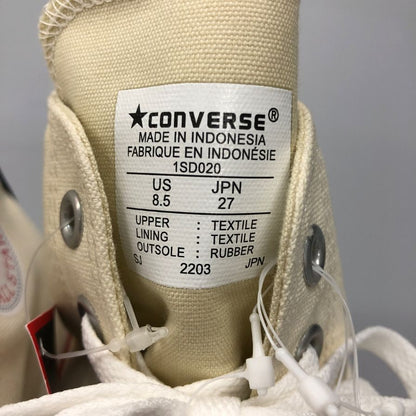 ★CONVERSE®
MADE IN INDONESIA
FABRIQUE EN INDONÉSIE
1SD020
US JPN
8.5 27
UPPER : TEXTILE
LINING : TEXTILE
OUTSOLE : RUBBER
SJ 2203 JPN